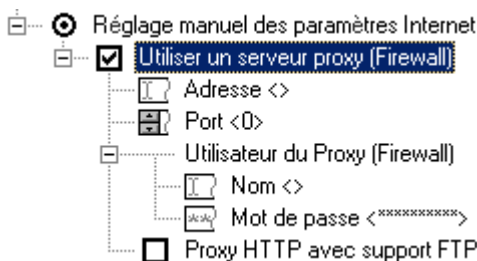 Réglage manuel des paramètres Internet
Utiliser un serveur proxy (Firewall)
Adresse <>
Port <0>
Utilisateur du Proxy (Firewall)
Nom <>
Mot de passe <**********>
Proxy HTTP avec support FTP